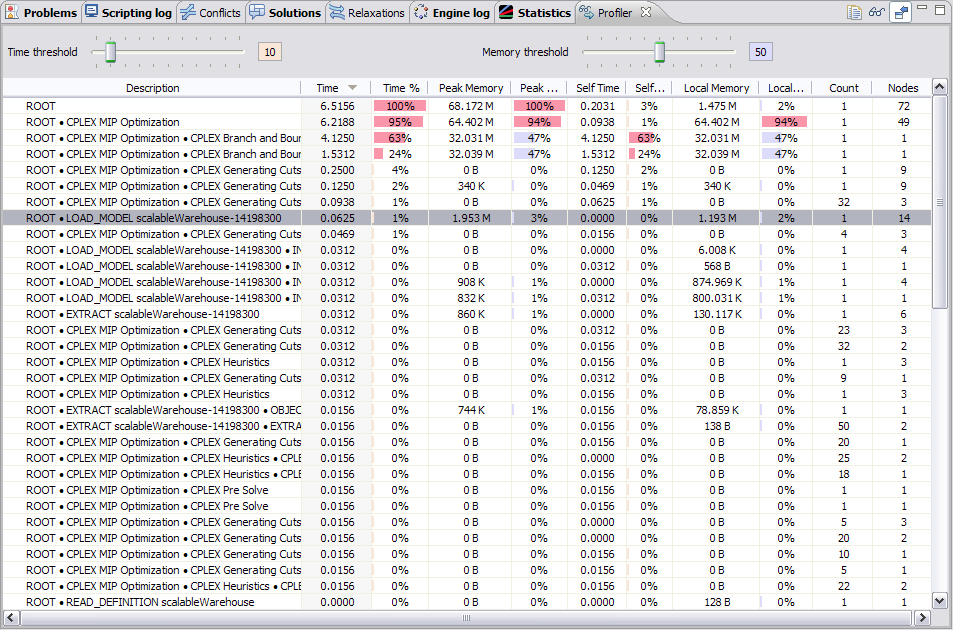 Problems Scripting log Conflicts Solutions Relaxations Engine log Statistics Profiler
Time threshold 10 Memory threshold 50
Description Time Time % Peak Memory Peak ... Self Time Self... Local Memory Local... Count Nodes
ROOT 6.5156 100% 68.172 M 100% 0.2031 3% 1.475 M 2% 1 72
ROOT • CPLEX MIP Optimization 6.2188 95% 64.402 M 94% 0.0938 1% 64.402 M 94% 1 49
ROOT • CPLEX MIP Optimization • CPLEX Branch and Bour 4.1250 63% 32.031 M 47% 4.1250 63% 32.031 M 47% 1 1
ROOT • CPLEX MIP Optimization • CPLEX Branch and Bour 1.5312 24% 32.039 M 47% 1.5312 24% 32.039 M 47% 1 1
ROOT • CPLEX MIP Optimization • CPLEX Generating Cuts 0.2500 4% 0 B 0% 0.1250 2% 0 B 0% 1 9
ROOT • CPLEX MIP Optimization • CPLEX Generating Cuts 0.1250 2% 340 K 0% 0.0469 1% 340 K 0% 1 9
ROOT • CPLEX MIP Optimization • CPLEX Generating Cuts 0.0938 1% 0 B 0% 0.0625 1% 0 B 0% 32 3
ROOT • LOAD_MODEL scalableWarehouse-14198300 0.0625 1% 1.953 M 3% 0.0000 0% 1.193 M 2% 1 14
ROOT • CPLEX MIP Optimization • CPLEX Generating Cuts 0.0469 1% 0 B 0% 0.0156 0% 0 B 0% 4 3
ROOT • LOAD_MODEL scalableWarehouse-14198300 • IN 0.0312 0% 0 B 0% 0.0000 0% 6.008 K 0% 1 4
ROOT • LOAD_MODEL scalableWarehouse-14198300 • IN 0.0312 0% 0 B 0% 0.0312 0% 568 B 0% 1 1
ROOT • LOAD_MODEL scalableWarehouse-14198300 • IN 0.0312 0% 908 K 1% 0.0000 0% 874.969 K 1% 1 4
ROOT • LOAD_MODEL scalableWarehouse-14198300 • IN 0.0312 0% 832 K 1% 0.0312 0% 800.031 K 1% 1 1
ROOT • EXTRACT scalableWarehouse-14198300 0.0312 0% 860 K 1% 0.0000 0% 130.117 K 0% 1 6
ROOT • CPLEX MIP Optimization • CPLEX Generating Cuts 0.0312 0% 0 B 0% 0.0312 0% 0 B 0% 23 3
ROOT • CPLEX MIP Optimization • CPLEX Generating Cuts 0.0312 0% 0 B 0% 0.0156 0% 0 B 0% 32 2
ROOT • CPLEX MIP Optimization • CPLEX Heuristics 0.0312 0% 0 B 0% 0.0156 0% 0 B 0% 1 3
ROOT • CPLEX MIP Optimization • CPLEX Generating Cuts 0.0312 0% 0 B 0% 0.0312 0% 0 B 0% 9 1
ROOT • CPLEX MIP Optimization • CPLEX Heuristics 0.0312 0% 0 B 0% 0.0156 0% 0 B 0% 1 3
ROOT • EXTRACT scalableWarehouse-14198300 • OBJEC 0.0156 0% 744 K 1% 0.0156 0% 78.859 K 0% 1 1
ROOT • EXTRACT scalableWarehouse-14198300 • EXTRA 0.0156 0% 0 B 0% 0.0000 0% 138 B 0% 50 2
ROOT • CPLEX MIP Optimization • CPLEX Generating Cuts 0.0156 0% 0 B 0% 0.0156 0% 0 B 0% 20 1
ROOT • CPLEX MIP Optimization • CPLEX Heuristics • CPLE 0.0156 0% 0 B 0% 0.0000 0% 0 B 0% 25 2
ROOT • CPLEX MIP Optimization • CPLEX Heuristics • CPLE 0.0156 0% 0 B 0% 0.0156 0% 0 B 0% 18 1
ROOT • CPLEX MIP Optimization • CPLEX Pre Solve 0.0156 0% 0 B 0% 0.0156 0% 0 B 0% 1 1
ROOT • CPLEX MIP Optimization • CPLEX Pre Solve 0.0156 0% 0 B 0% 0.0156 0% 0 B 0% 1 1
ROOT • CPLEX MIP Optimization • CPLEX Generating Cuts 0.0156 0% 0 B 0% 0.0000 0% 0 B 0% 5 3
ROOT • CPLEX MIP Optimization • CPLEX Generating Cuts 0.0156 0% 0 B 0% 0.0000 0% 0 B 0% 20 2
ROOT • CPLEX MIP Optimization • CPLEX Generating Cuts 0.0156 0% 0 B 0% 0.0156 0% 0 B 0% 10 1
ROOT • CPLEX MIP Optimization • CPLEX Generating Cuts 0.0156 0% 0 B 0% 0.0156 0% 0 B 0% 5 1
ROOT • CPLEX MIP Optimization • CPLEX Heuristics • CPLE 0.0156 0% 0 B 0% 0.0156 0% 0 B 0% 22 2
ROOT • READ_DEFINITION scalableWarehouse 0.0000 0% 0 B 0% 0.0000 0% 128 B 0% 1 1